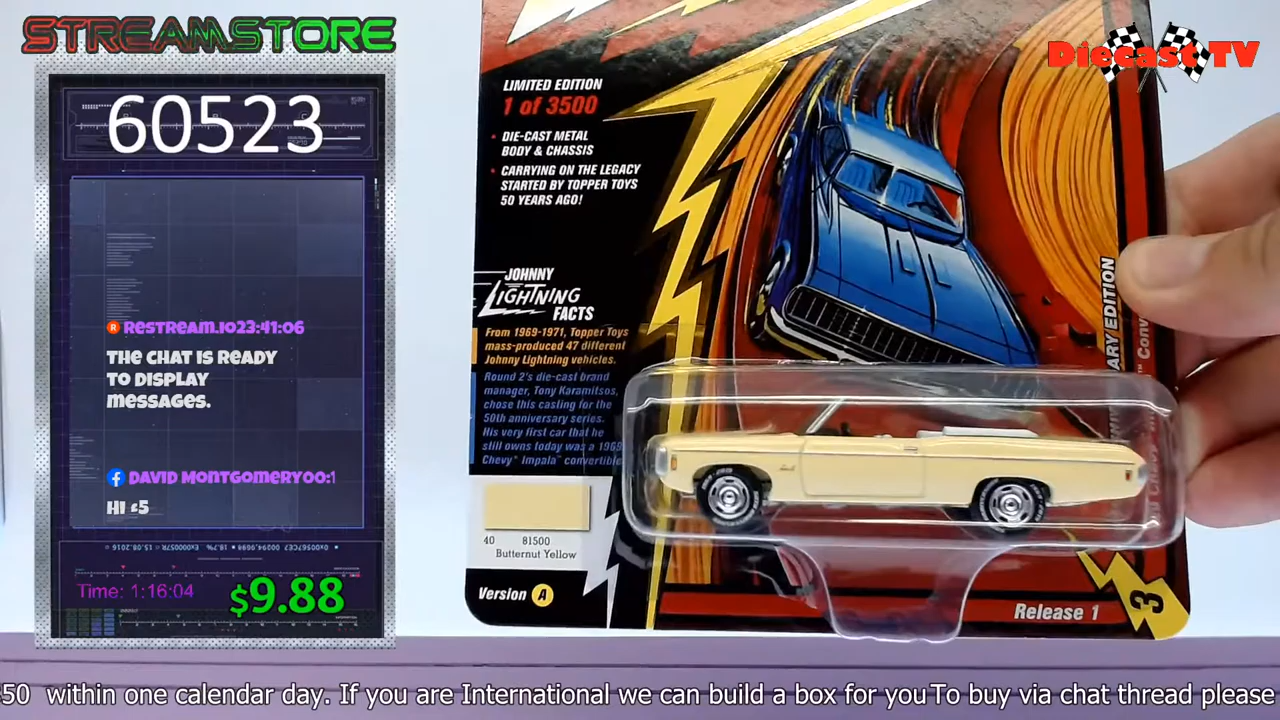 STREAMSTORE
60523
RESTREAM.IO23:41:06
THE CHAT IS READY
TO DISPLAY
MESSAGES.
DAVID MONTGOMERY00:1
HI £5
Time: 1:16:04
$9.88
Diecast TV
LIMITED EDITION
1 of 3500
• DIE-CAST METAL
BODY & CHASSIS
• CARRYING ON THE LEGACY
STARTED BY TOPPER TOYS
50 YEARS AGO!
JOHNNY
LIGHTNING
FACTS
From 1969-1971, Topper Toys
mass-produced 47 different
Johnny Lightning vehicles.
Round 2's die-cast brand
manager, Tony Karamitsos,
chose this casting for the
50th anniversary series.
His very first car that he
still owns today was a 1969
Chevy Impala convertible
40 81500
Butternut Yellow
Version A
Release 1
3
50 within one calendar day. If you are International we can build a box for you To buy via chat thread please